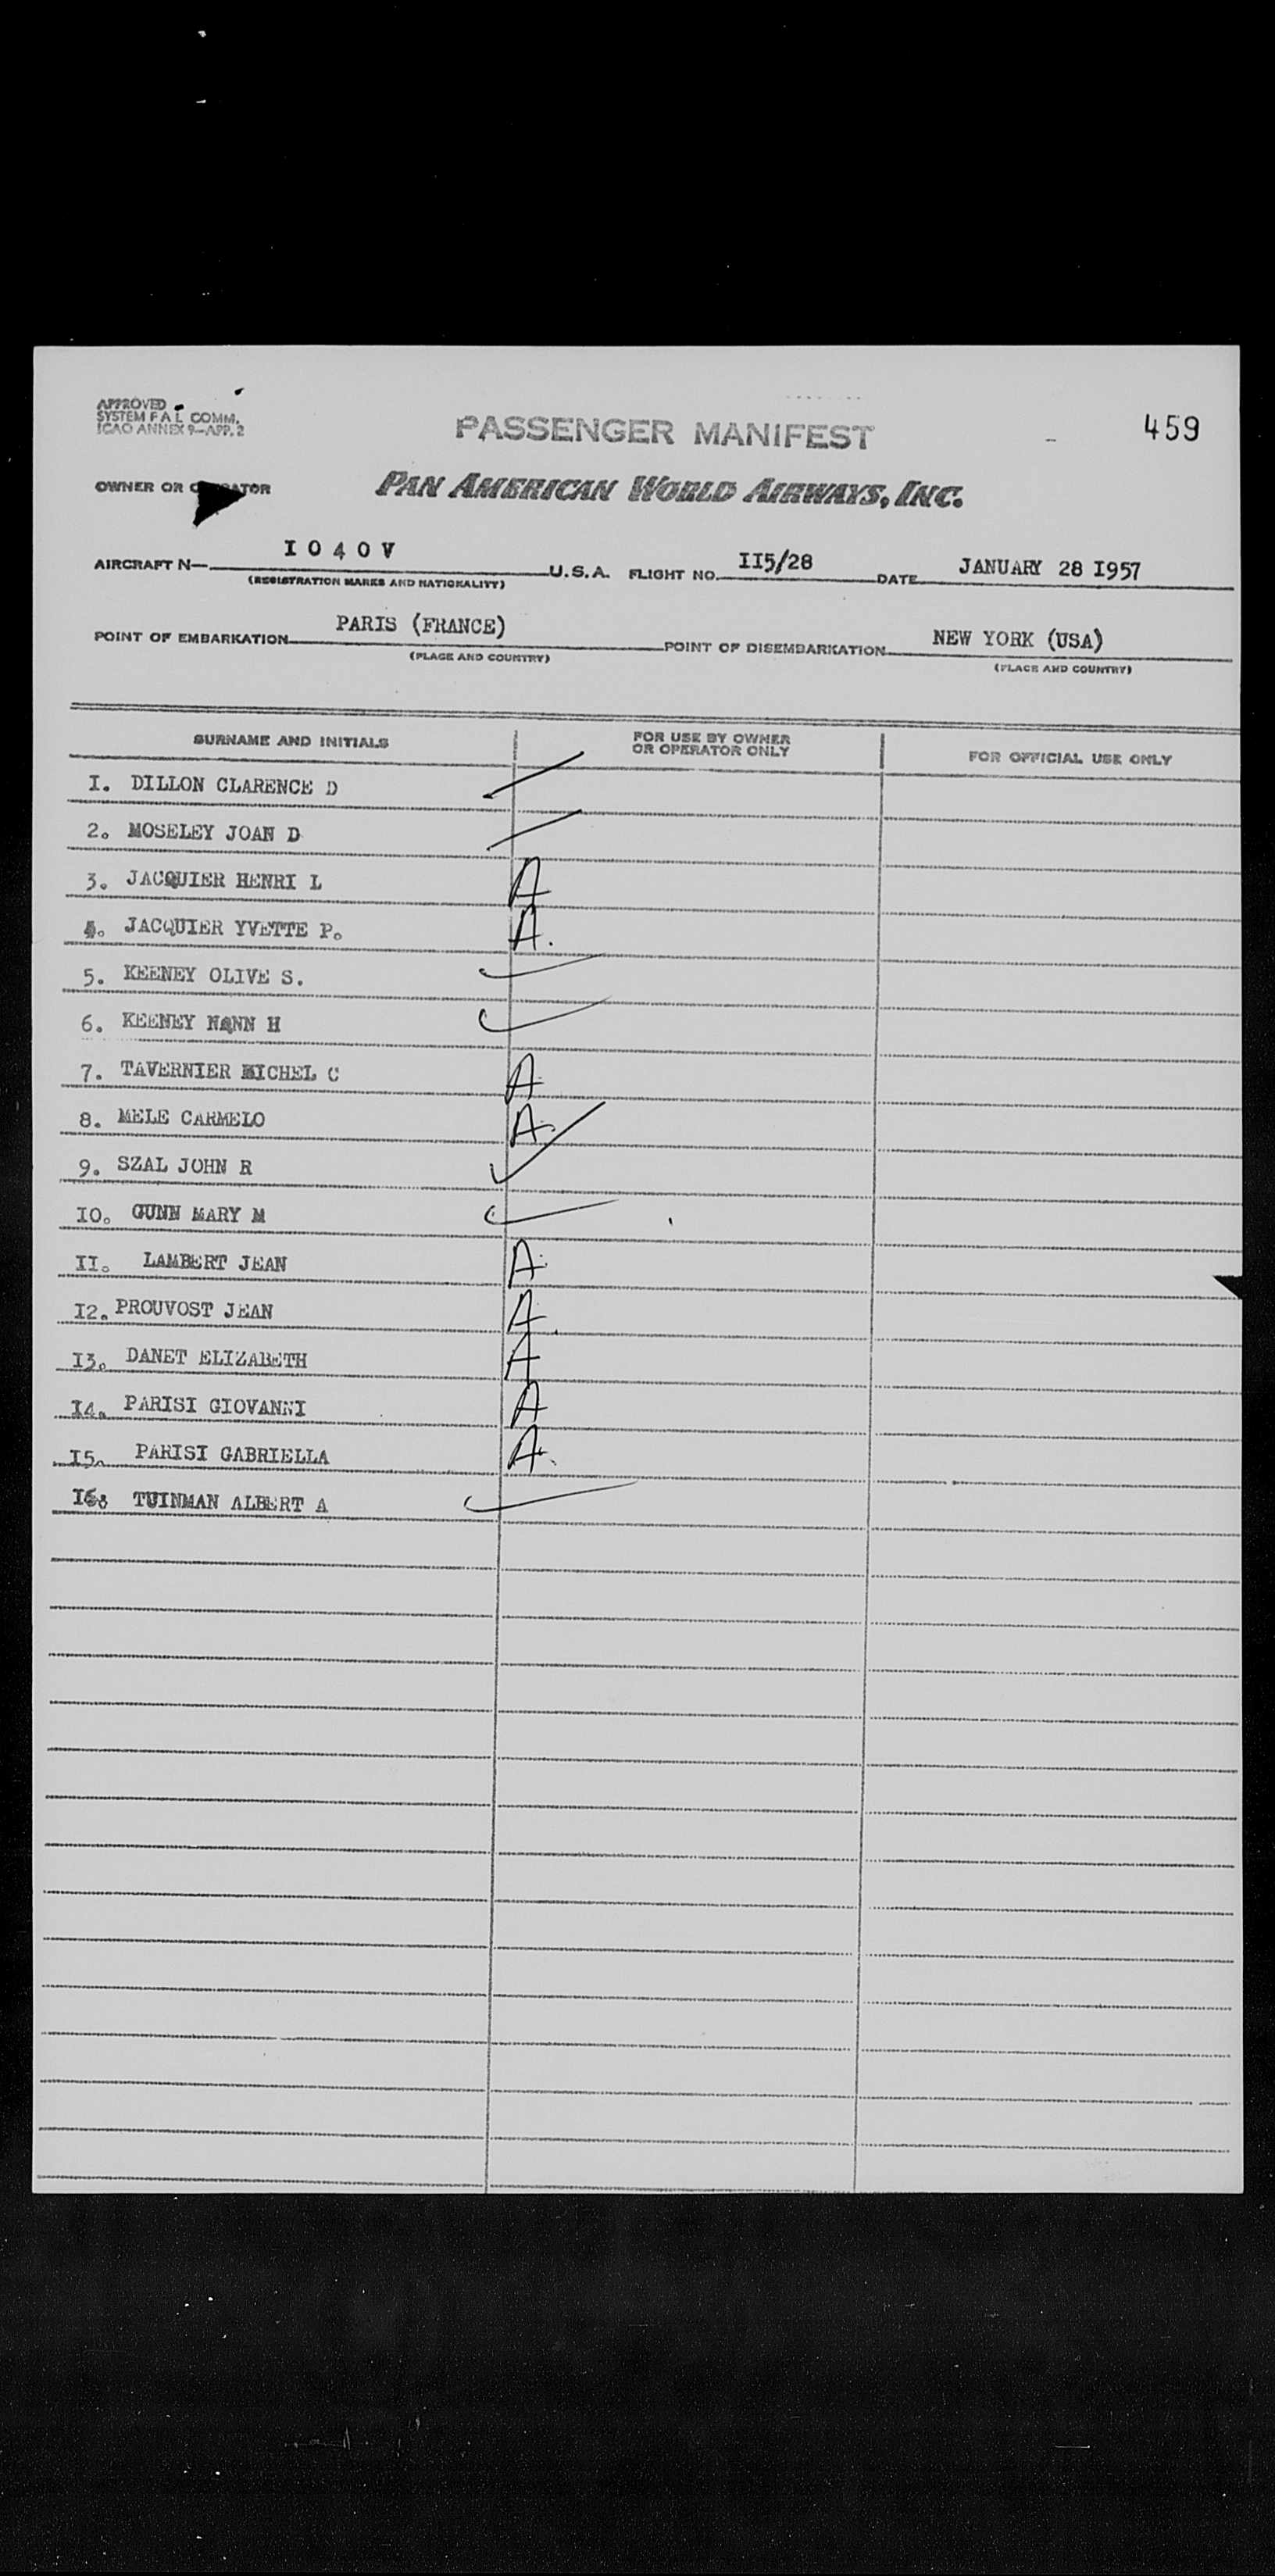 APPROVED
SYSTEM F A L COMM.
ICAO ANNEX 9—APP. 2
PASSENGER MANIFEST
459
OWNER OR OPERATOR
PAN AMERICAN WORLD AIRWAYS, INC.
AIRCRAFT N— I 0 4 0 V U.S.A. FLIGHT NO. II5/28 DATE JANUARY 28 I957
(REGISTRATION MARKS AND NATIONALITY)
POINT OF EMBARKATION PARIS (FRANCE) POINT OF DISEMBARKATION NEW YORK (USA)
(PLACE AND COUNTRY) (PLACE AND COUNTRY)
SURNAME AND INITIALS FOR USE BY OWNER OR OPERATOR ONLY FOR OFFICIAL USE ONLY
I. DILLON CLARENCE D
2. MOSELEY JOAN D
3. JACQUIER HENRI L A
4. JACQUIER YVETTE P. A.
5. KEENEY OLIVE S.
6. KEENEY NANN H
7. TAVERNIER MICHEL C A
8. MELE CARMELO A
9. SZAL JOHN R
IO. GUNN MARY M
II. LAMBERT JEAN A
I2. PROUVOST JEAN A
I3. DANET ELIZABETH A
I4. PARISI GIOVANNI A
I5. PARISI GABRIELLA A
I6. TUINMAN ALBERT A